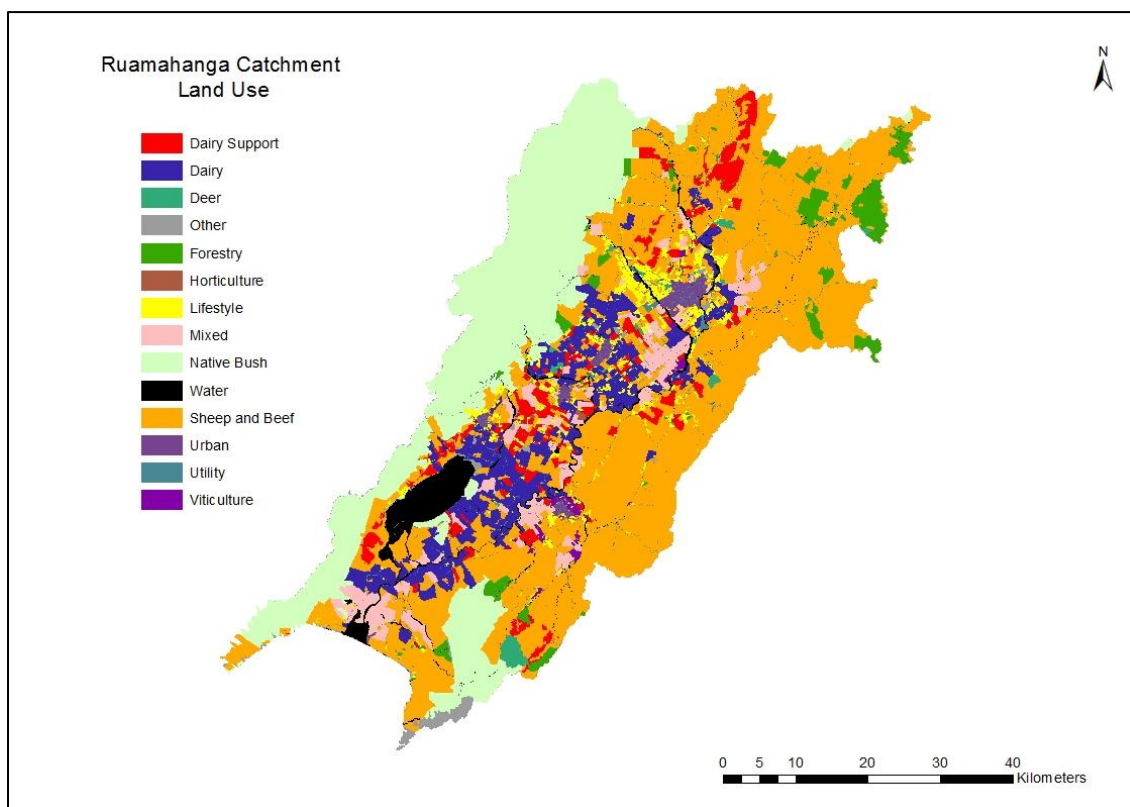 Ruamahanga Catchment
Land Use
N
Dairy Support
Dairy
Deer
Other
Forestry
Horticulture
Lifestyle
Mixed
Native Bush
Water
Sheep and Beef
Urban
Utility
Viticulture
0 5 10 20 30 40
Kilometers